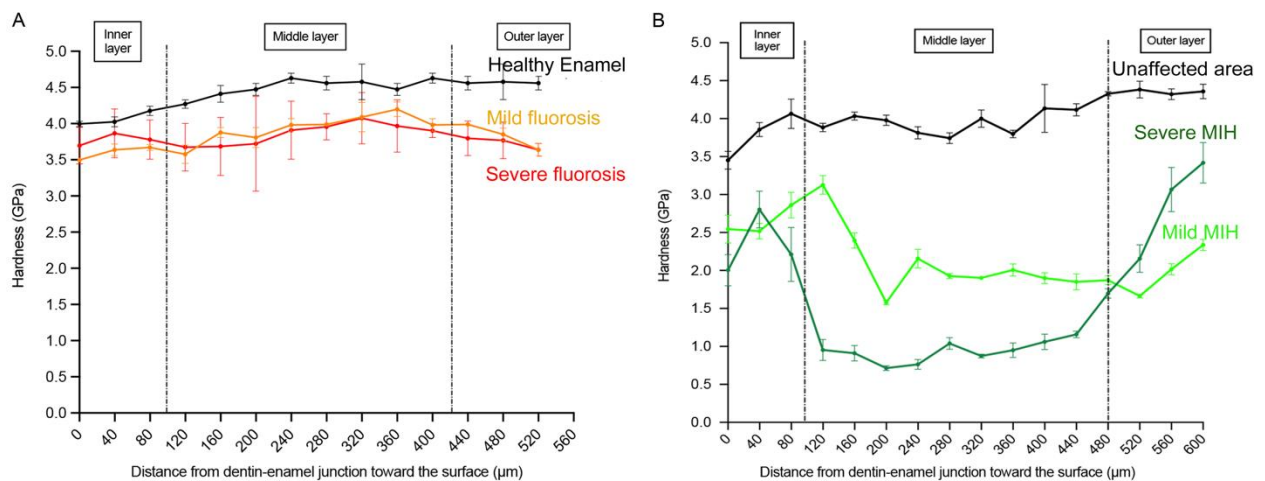 A
Inner
layer
Middle layer
Outer layer
5.0
4.5
4.0
3.5
3.0
2.5
2.0
1.5
1.0
0.5
0.0
Hardness (GPa)
Healthy Enamel
Mild fluorosis
Severe fluorosis
0 40 80 120 160 200 240 280 320 360 400 440 480 520 560
Distance from dentin-enamel junction toward the surface (µm)
B
Inner
layer
Middle layer
Outer layer
5.0
4.5
4.0
3.5
3.0
2.5
2.0
1.5
1.0
0.5
0.0
Hardness (GPa)
Unaffected area
Severe MIH
Mild MIH
0 40 80 120 160 200 240 280 320 360 400 440 480 520 560 600
Distance from dentin-enamel junction toward the surface (µm)